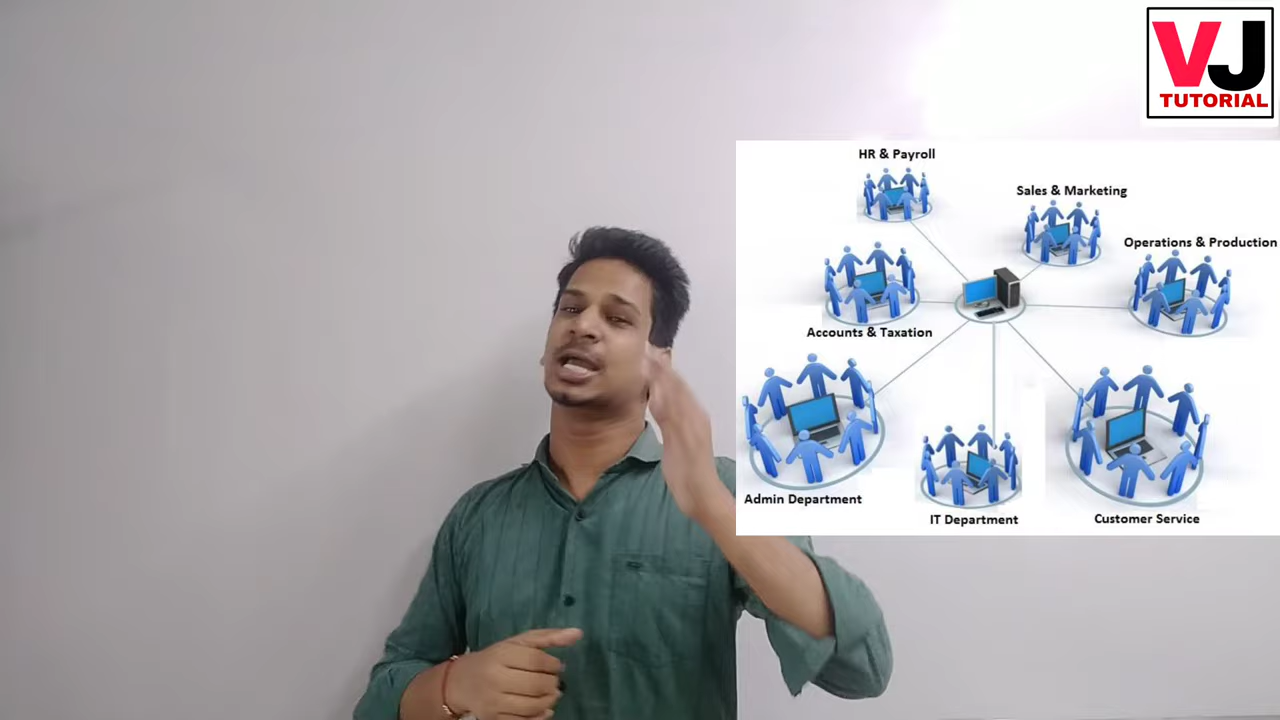 VJ
TUTORIAL
HR & Payroll
Sales & Marketing
Operations & Production
Accounts & Taxation
Admin Department
IT Department
Customer Service